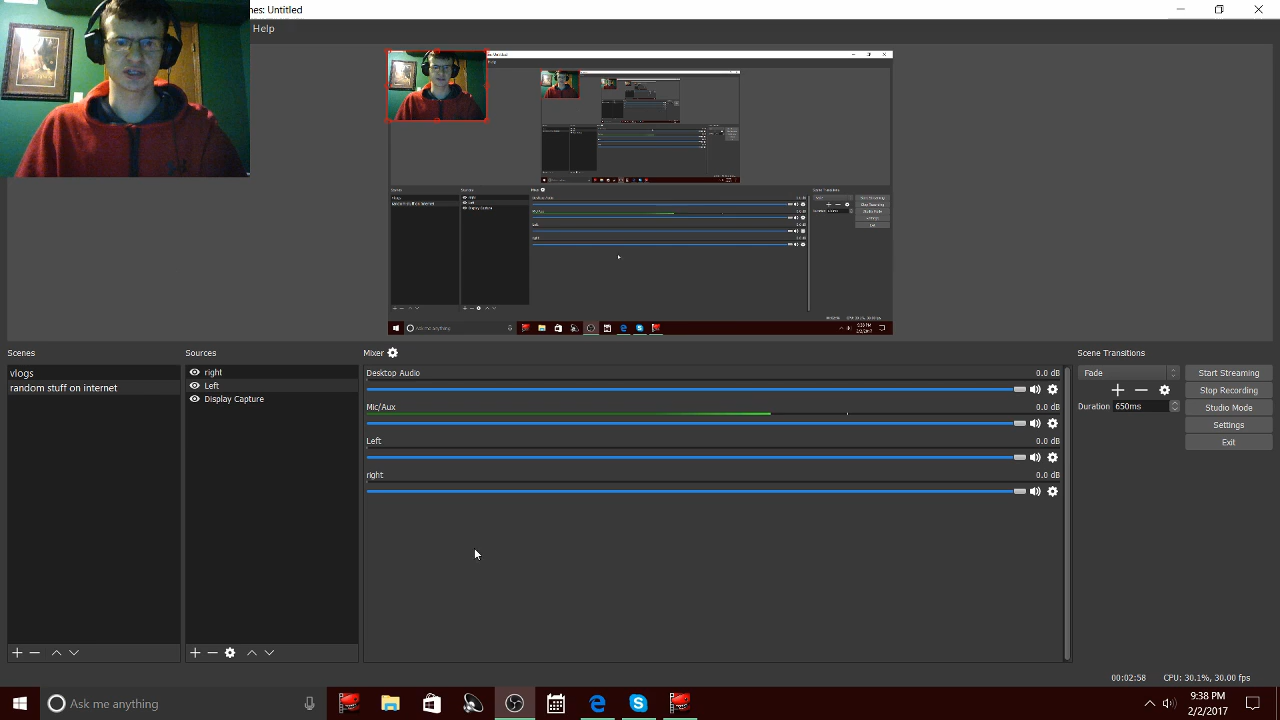 nes: Untitled
Help
Scenes
Sources
Mixer
Scene Transitions
vlogs
random stuff on internet
right
Left
Display Capture
Desktop Audio 0.0 dB
Mic/Aux 0.0 dB
Left 0.0 dB
right 0.0 dB
Fade
Duration 650ms
Start Streaming
Stop Recording
Studio Mode
Settings
Exit
00:02:58 CPU: 30.1%, 30.00 fps
Ask me anything
9:38 PM
2/2/2017